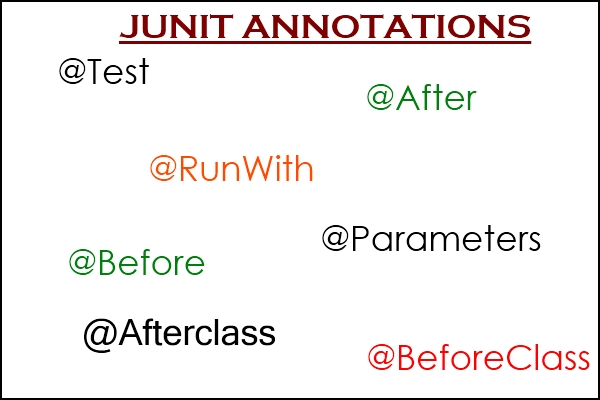 JUNIT ANNOTATIONS
@Test
@After
@RunWith
@Parameters
@Before
@Afterclass
@BeforeClass